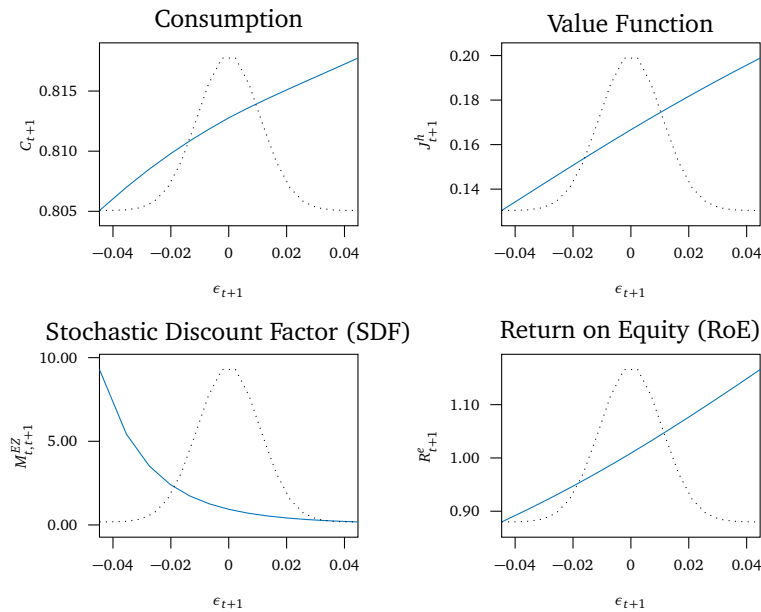 Consumption
C_{t+1}
0.815
0.810
0.805
−0.04 −0.02 0 0.02 0.04
ϵ_{t+1}
Value Function
J^h_{t+1}
0.20
0.18
0.16
0.14
−0.04 −0.02 0 0.02 0.04
ϵ_{t+1}
Stochastic Discount Factor (SDF)
M^{EZ}_{t,t+1}
10.00
5.00
0.00
−0.04 −0.02 0 0.02 0.04
ϵ_{t+1}
Return on Equity (RoE)
R^e_{t+1}
1.10
1.00
0.90
−0.04 −0.02 0 0.02 0.04
ϵ_{t+1}